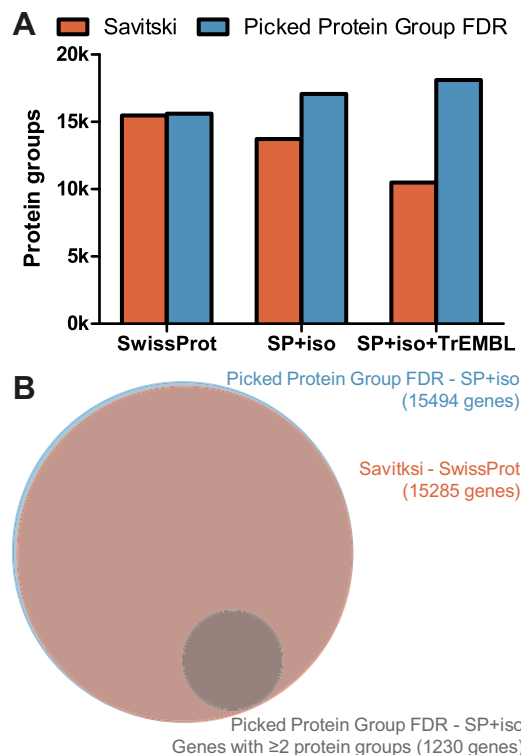 A
Savitski Picked Protein Group FDR
Protein groups
20k
15k
10k
5k
0k
SwissProt SP+iso SP+iso+TrEMBL
B
Picked Protein Group FDR - SP+iso
(15494 genes)
Savitksi - SwissProt
(15285 genes)
Picked Protein Group FDR - SP+iso
Genes with ≥2 protein groups (1230 genes)